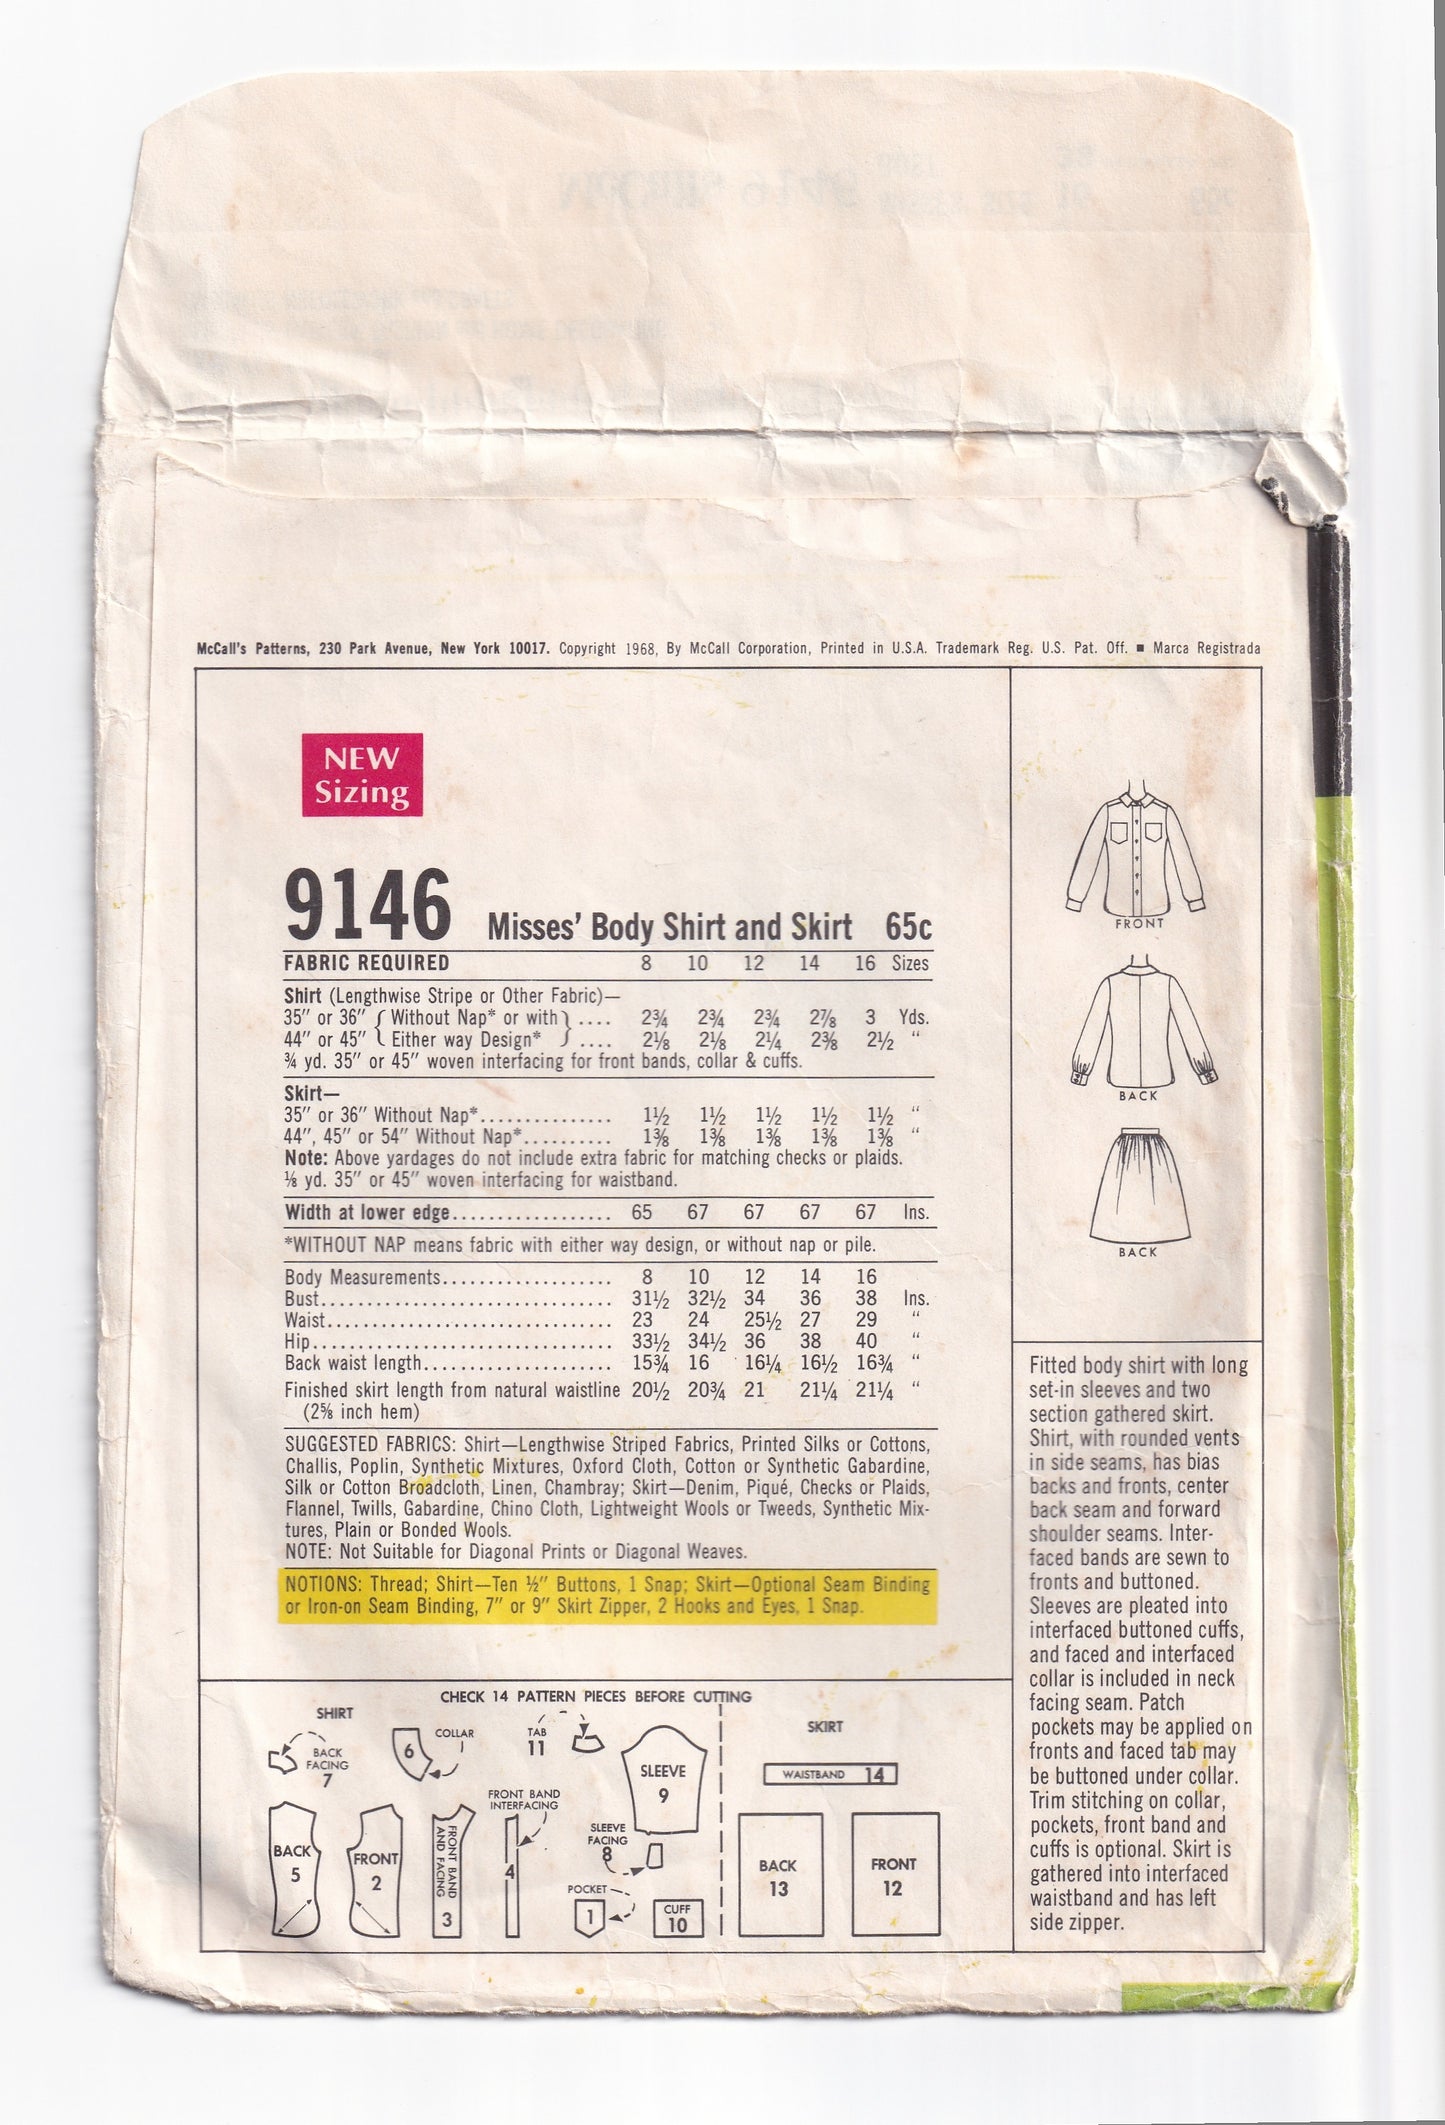 McCall's Patterns, 230 Park Avenue, New York 10017. Copyright 1968, By McCall Corporation, Printed in U.S.A. Trademark Reg. U.S. Pat. Off. ■ Marca Registrada
NEW
Sizing
9146 Misses' Body Shirt and Skirt 65c
FABRIC REQUIRED 8 10 12 14 16 Sizes
Shirt (Lengthwise Stripe or Other Fabric)—
35" or 36" { Without Nap* or with } .... 2¾ 2¾ 2¾ 2⅞ 3 Yds.
44" or 45" { Either way Design* } .... 2⅛ 2⅛ 2¼ 2⅜ 2½ "
¾ yd. 35" or 45" woven interfacing for front bands, collar & cuffs.
Skirt—
35" or 36" Without Nap*............... 1½ 1½ 1½ 1½ 1½ "
44", 45" or 54" Without Nap*.......... 1⅜ 1⅜ 1⅜ 1⅜ 1⅜ "
Note: Above yardages do not include extra fabric for matching checks or plaids.
⅛ yd. 35" or 45" woven interfacing for waistband.
Width at lower edge.................. 65 67 67 67 67 Ins.
*WITHOUT NAP means fabric with either way design, or without nap or pile.
Body Measurements................... 8 10 12 14 16
Bust................................ 31½ 32½ 34 36 38 Ins.
Waist............................... 23 24 25½ 27 29 "
Hip................................. 33½ 34½ 36 38 40 "
Back waist length..................... 15¾ 16 16¼ 16½ 16¾ "
Finished skirt length from natural waistline 20½ 20¾ 21 21¼ 21¼ "
(2⅝ inch hem)
SUGGESTED FABRICS: Shirt—Lengthwise Striped Fabrics, Printed Silks or Cottons,
Challis, Poplin, Synthetic Mixtures, Oxford Cloth, Cotton or Synthetic Gabardine,
Silk or Cotton Broadcloth, Linen, Chambray; Skirt—Denim, Piqué, Checks or Plaids,
Flannel, Twills, Gabardine, Chino Cloth, Lightweight Wools or Tweeds, Synthetic Mix-
tures, Plain or Bonded Wools.
NOTE: Not Suitable for Diagonal Prints or Diagonal Weaves.
NOTIONS: Thread; Shirt—Ten ½" Buttons, 1 Snap; Skirt—Optional Seam Binding
or Iron-on Seam Binding, 7" or 9" Skirt Zipper, 2 Hooks and Eyes, 1 Snap.
FRONT
BACK
BACK
Fitted body shirt with long
set-in sleeves and two
section gathered skirt.
Shirt, with rounded vents
in side seams, has bias
backs and fronts, center
back seam and forward
shoulder seams. Inter-
faced bands are sewn to
fronts and buttoned.
Sleeves are pleated into
interfaced buttoned cuffs,
and faced and interfaced
collar is included in neck
facing seam. Patch
pockets may be applied on
fronts and faced tab may
be buttoned under collar.
Trim stitching on collar,
pockets, front band and
cuffs is optional. Skirt is
gathered into interfaced
waistband and has left
side zipper.
CHECK 14 PATTERN PIECES BEFORE CUTTING
SHIRT
BACK
FACING
7
6
COLLAR
TAB
11
SLEEVE
9
BACK
5
FRONT
2
FRONT BAND
AND FACING
3
FRONT BAND
INTERFACING
4
SLEEVE
FACING
8
POCKET
1
CUFF
10
SKIRT
WAISTBAND 14
BACK
13
FRONT
12